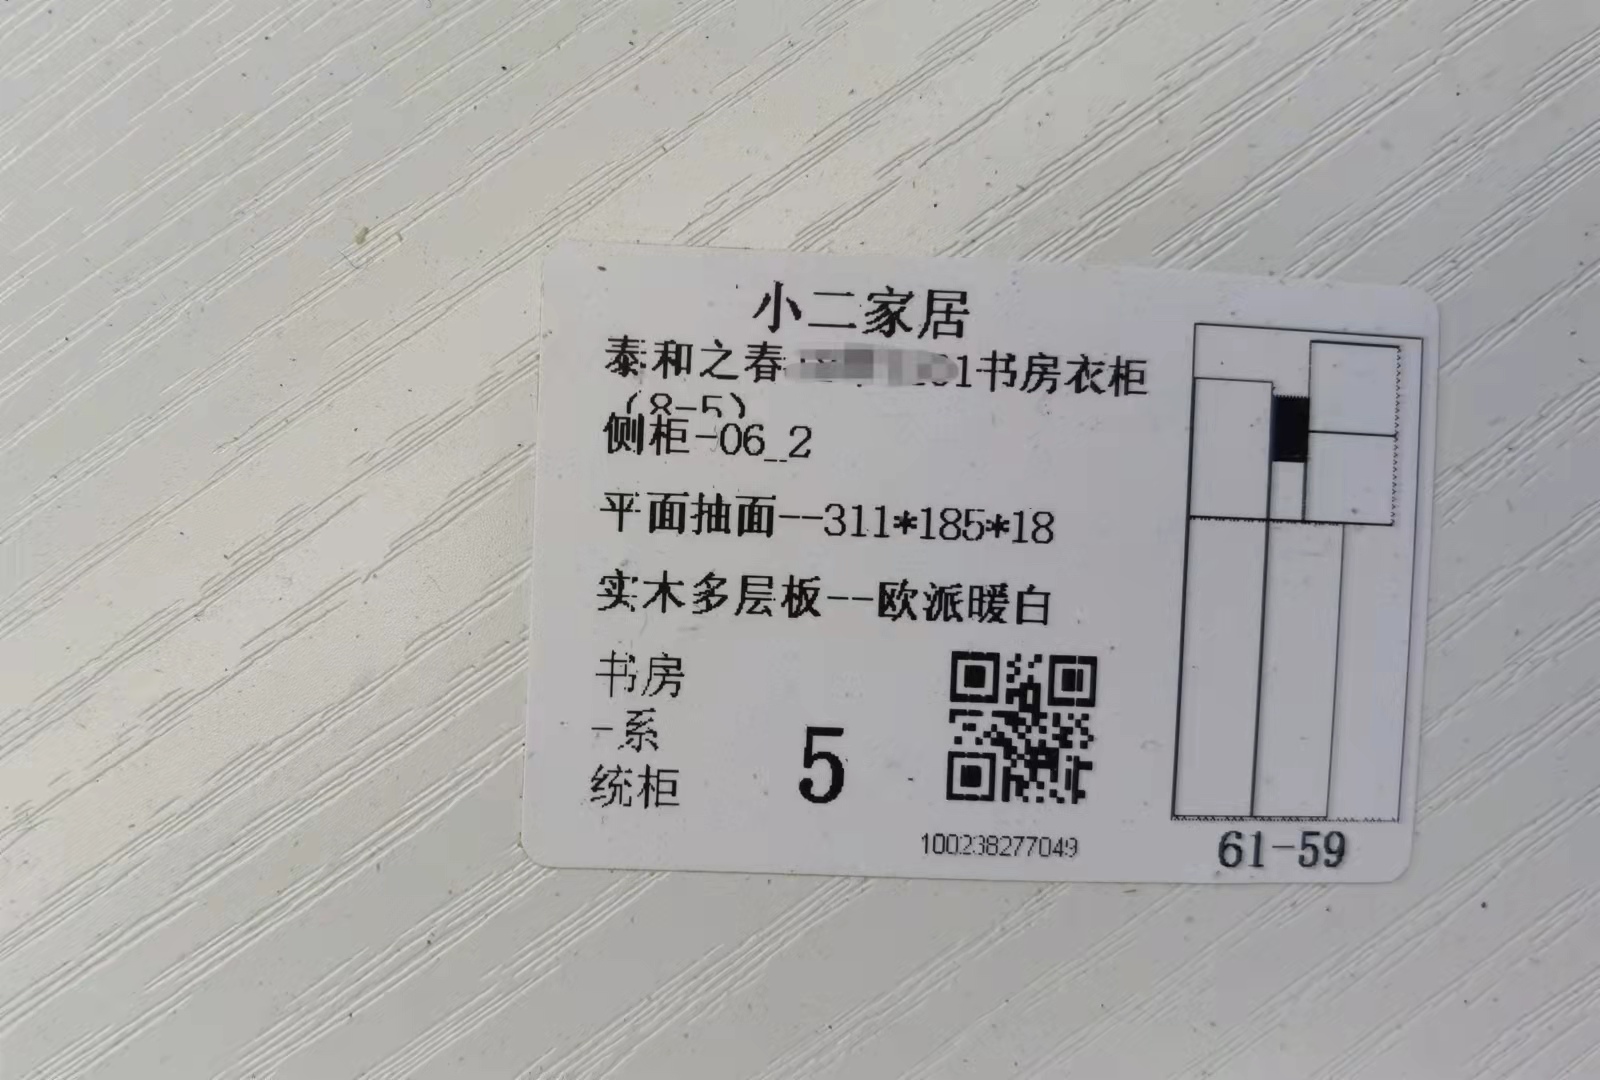 小二家居
泰和之春 01书房衣柜
(8-5)
侧柜-06_2
平面抽面--311*185*18
实木多层板--欧派暖白
书房
-系
统柜
5
100238277049
61-59